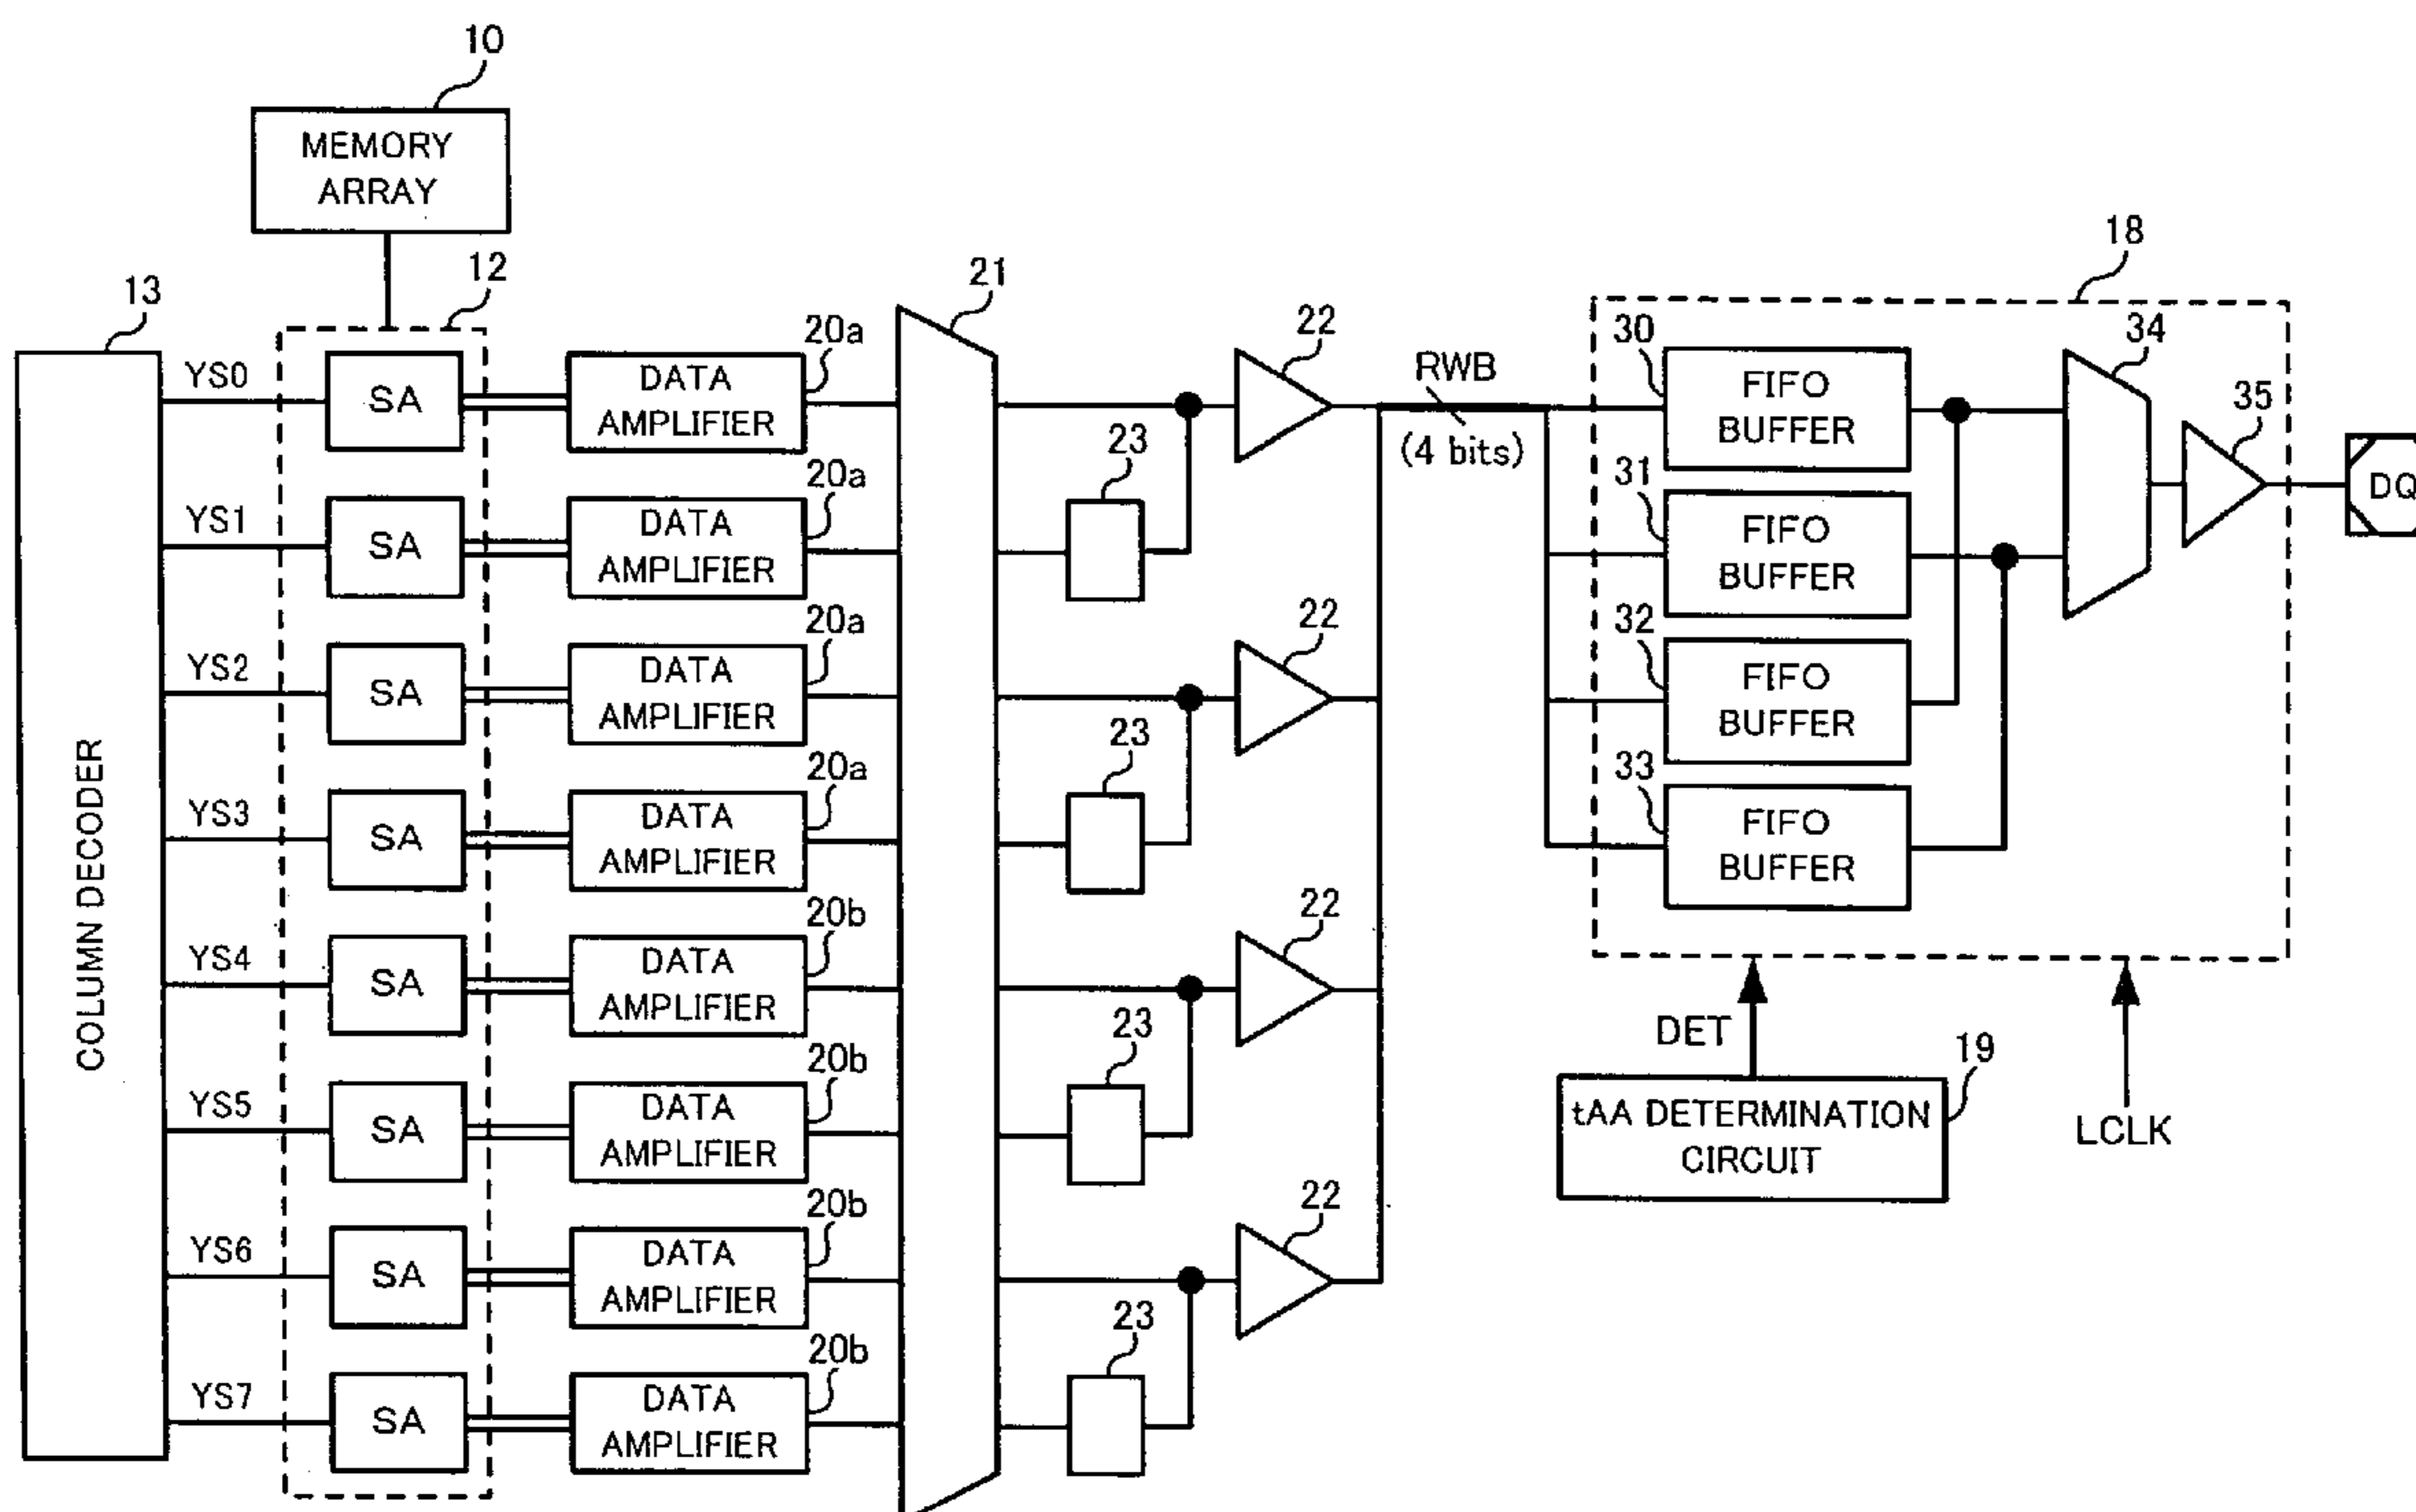 10
MEMORY
ARRAY
13
12
21
18
COLUMN DECODER
YS0
SA
DATA
AMPLIFIER
20a
22
RWB
(4 bits)
30
FIFO
BUFFER
34
35
DQ
YS1
SA
DATA
AMPLIFIER
20a
23
31
FIFO
BUFFER
YS2
SA
DATA
AMPLIFIER
20a
22
32
FIFO
BUFFER
YS3
SA
DATA
AMPLIFIER
20a
23
33
FIFO
BUFFER
YS4
SA
DATA
AMPLIFIER
20b
22
DET
19
tAA DETERMINATION
CIRCUIT
LCLK
YS5
SA
DATA
AMPLIFIER
20b
23
YS6
SA
DATA
AMPLIFIER
20b
22
YS7
SA
DATA
AMPLIFIER
20b
23